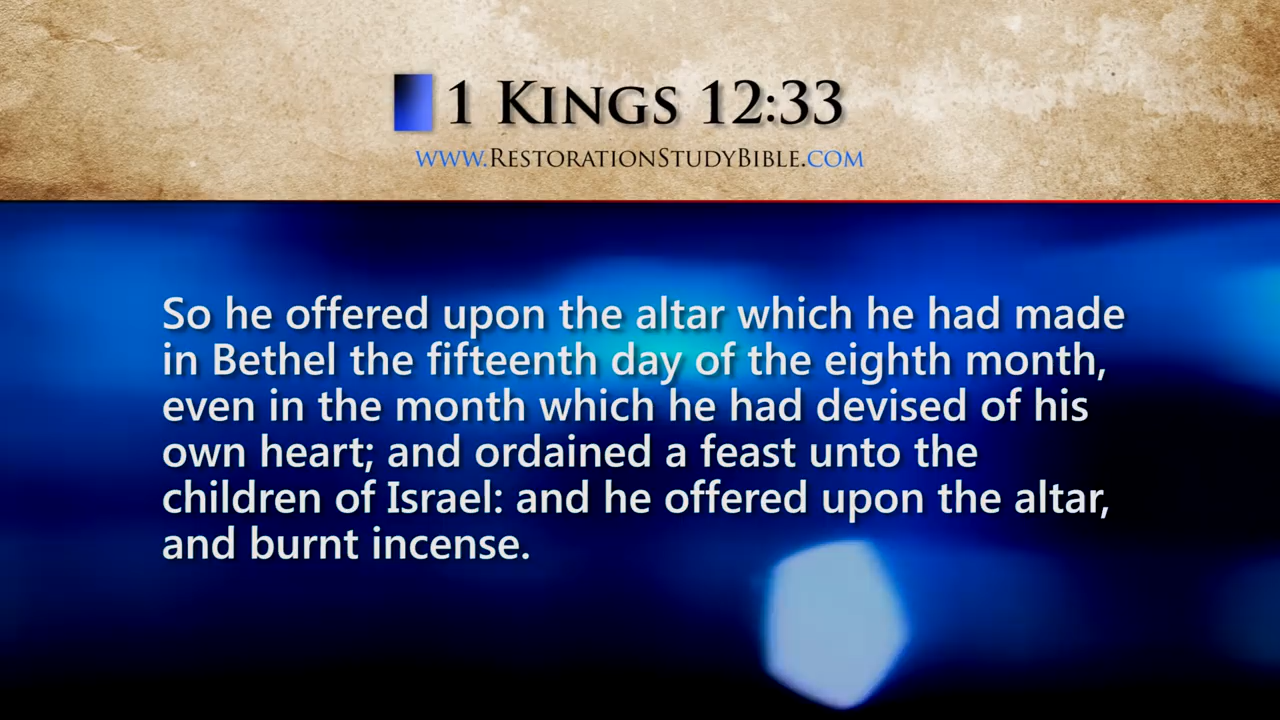 1 Kings 12:33
www.RestorationStudyBible.com
So he offered upon the altar which he had made
in Bethel the fifteenth day of the eighth month,
even in the month which he had devised of his
own heart; and ordained a feast unto the
children of Israel: and he offered upon the altar,
and burnt incense.